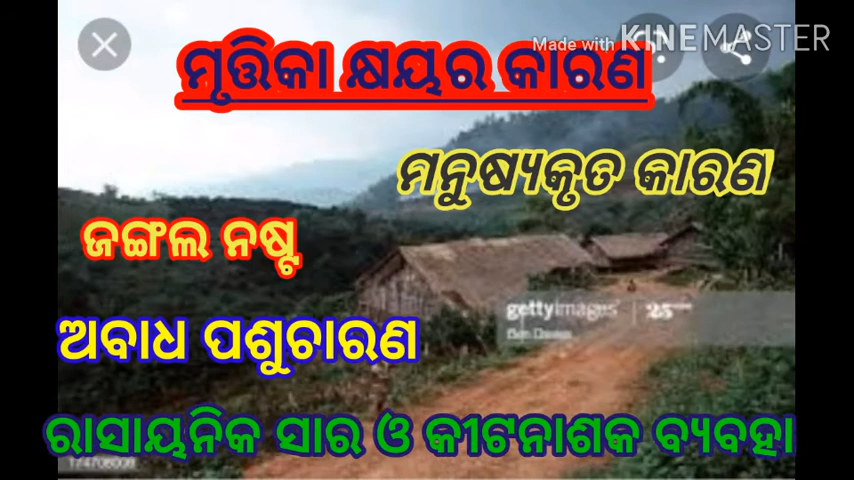 Made with KINEMASTER
ମୃତ୍ତିକା କ୍ଷୟର କାରଣ
ମନୁଷ୍ୟକୃତ କାରଣ
ଜଙ୍ଗଲ ନଷ୍ଟ
gettyimages
ଅବାଧ ପଶୁଚାରଣ
ରାସାୟନିକ ସାର ଓ କୀଟନାଶକ ବ୍ୟବହା